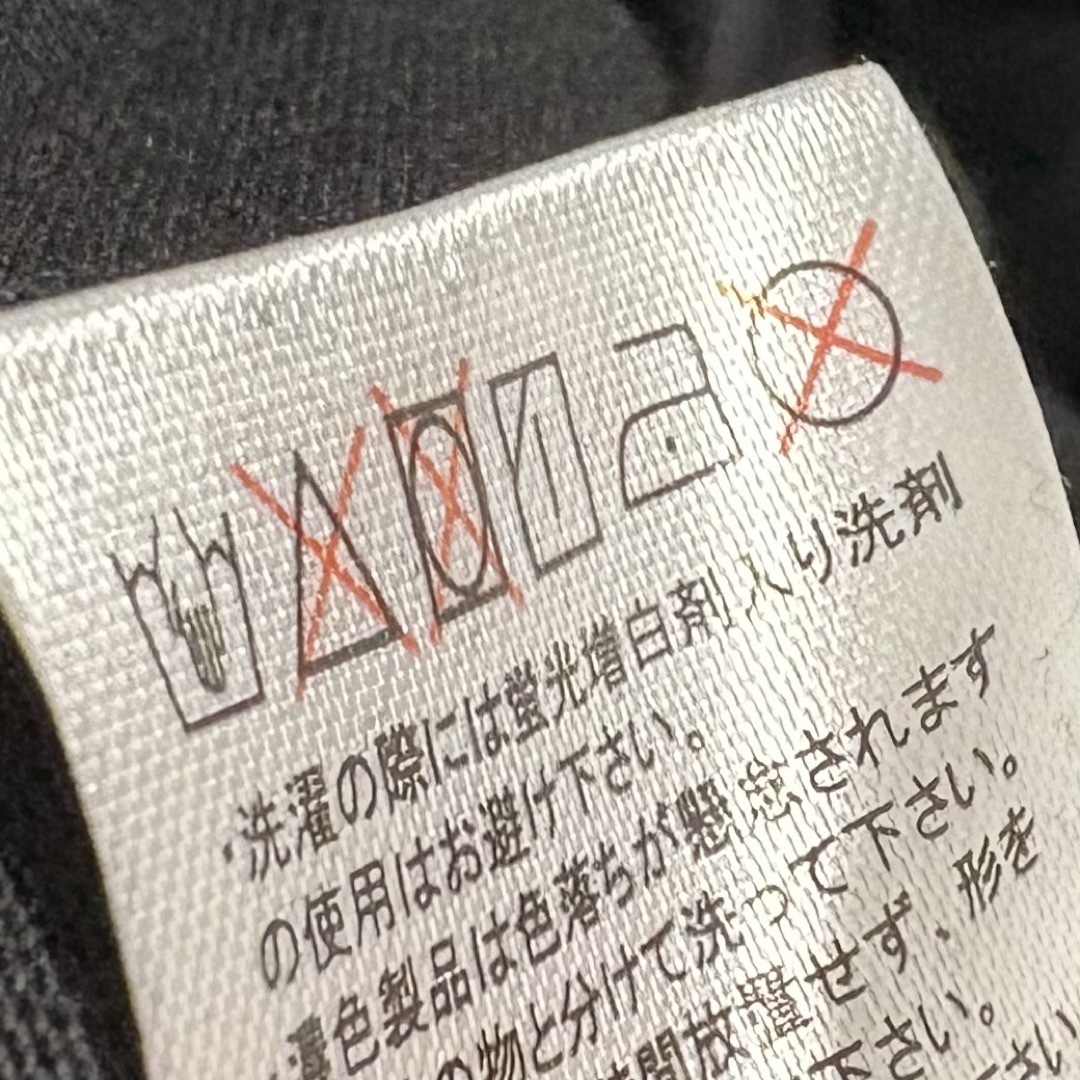 ・洗濯の際には蛍光増白剤入り洗剤
の使用はお避け下さい。
濃色製品は色落ちが懸念されます
の物と分けて洗って下さい。
時間放置せず、形を
下さい。
さい